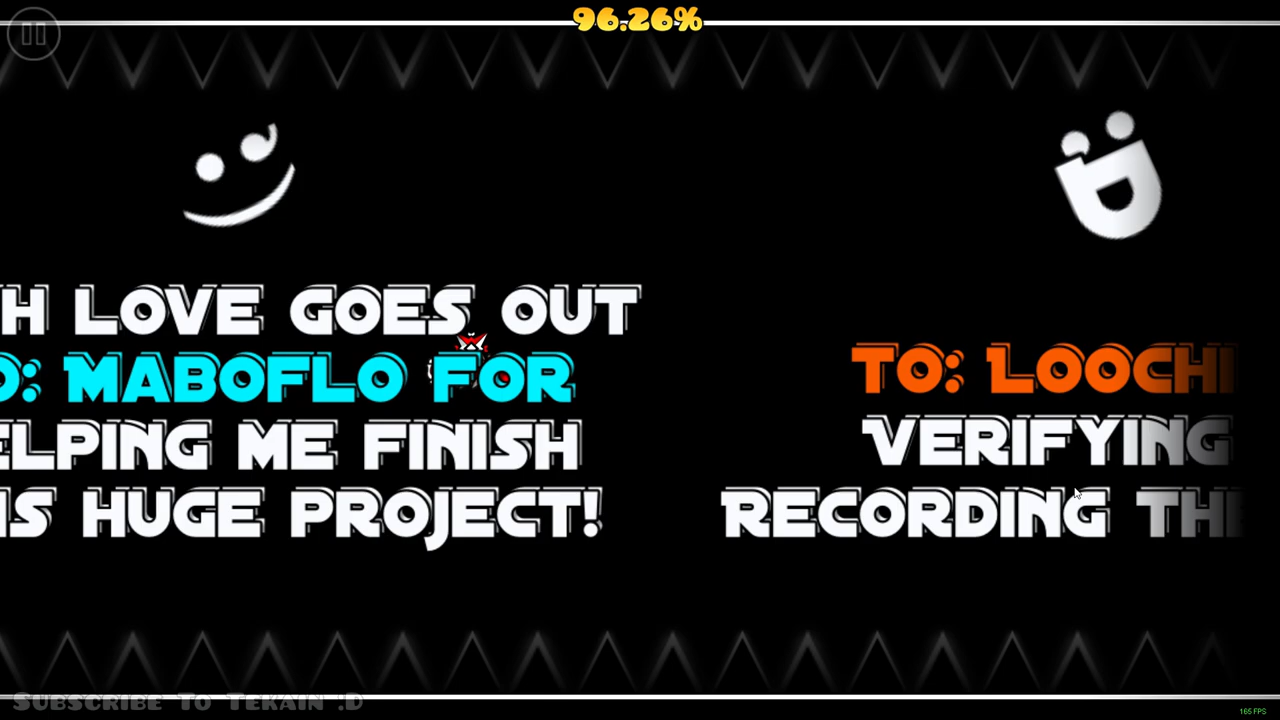 96.26%
H LOVE GOES OUT
O: MABOFLO FOR
ELPING ME FINISH
IS HUGE PROJECT!
TO: LOOCHI
VERIFYING
RECORDING THI
SUBSCRIBE TO TEKAIN :D
165 FPS